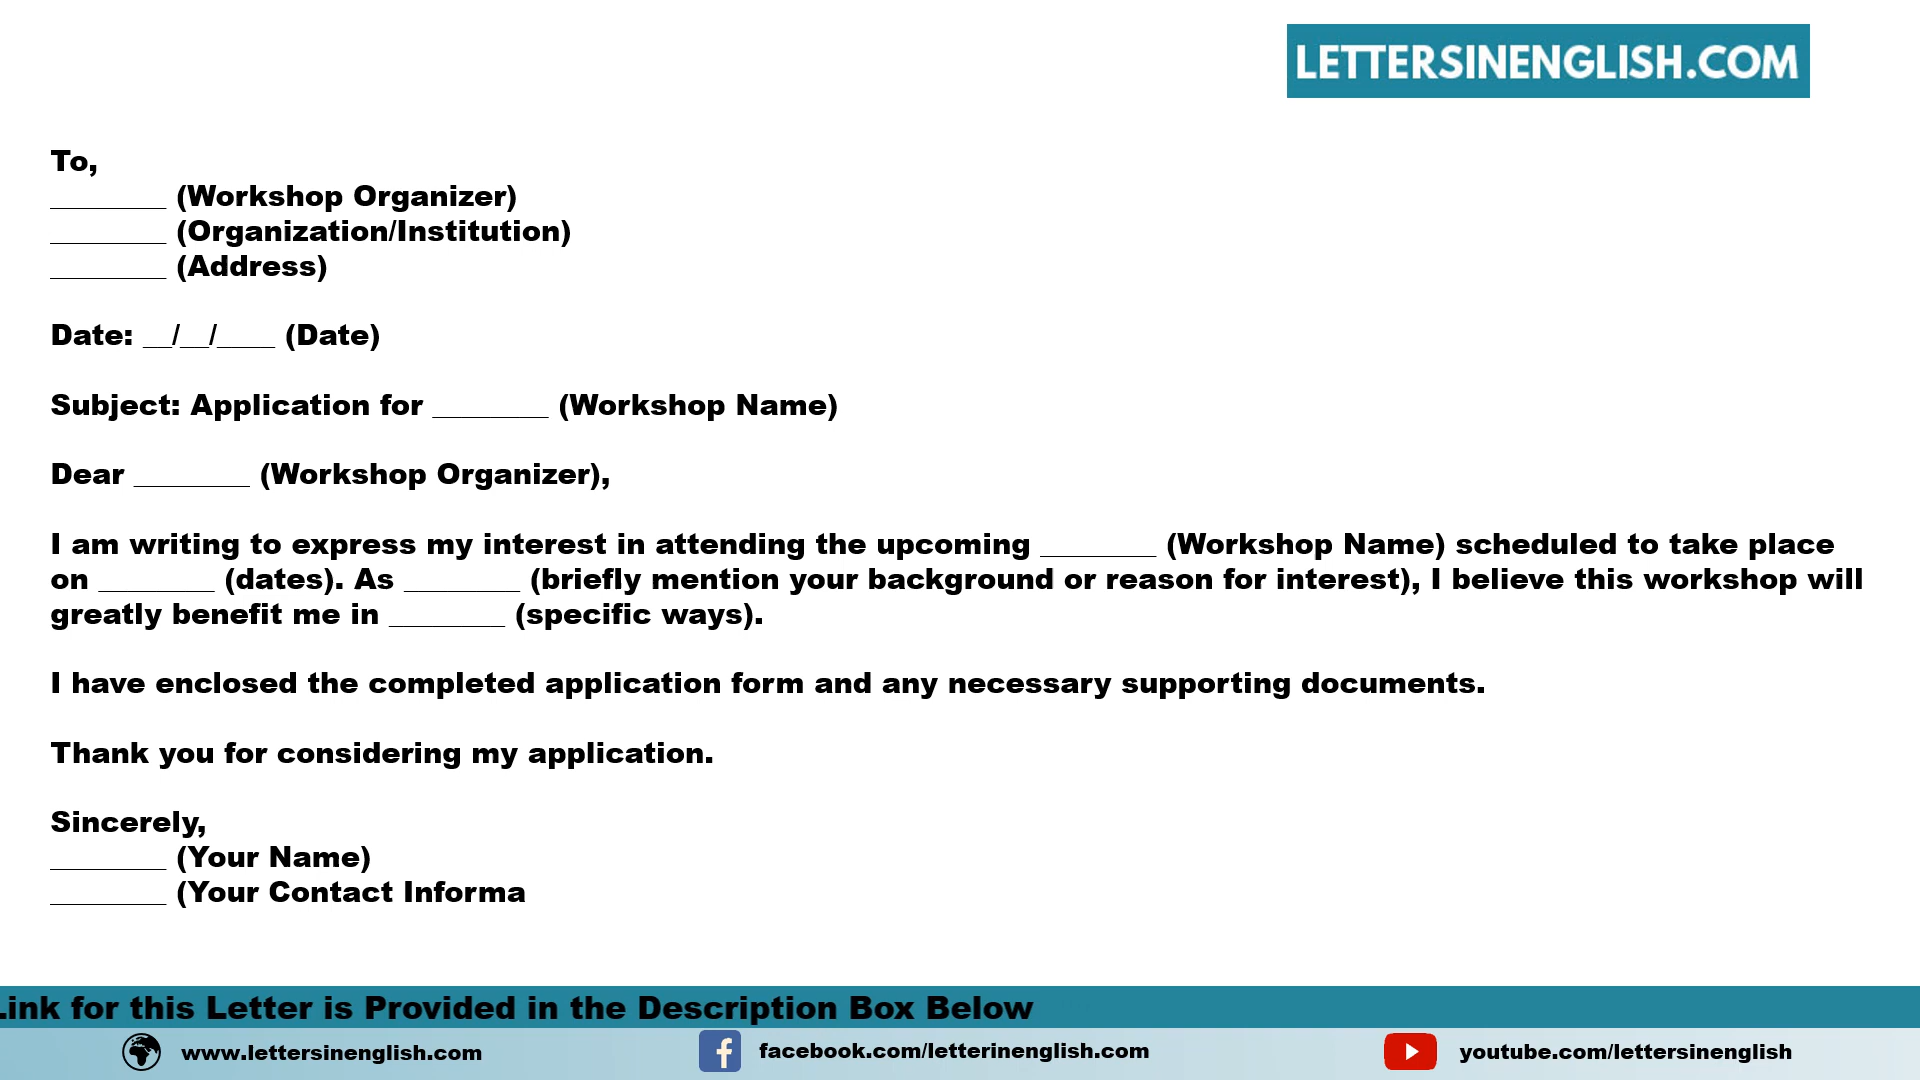 LETTERSINENGLISH.COM
To,
________ (Workshop Organizer)
________ (Organization/Institution)
________ (Address)
Date: __/__/____ (Date)
Subject: Application for ________ (Workshop Name)
Dear ________ (Workshop Organizer),
I am writing to express my interest in attending the upcoming ________ (Workshop Name) scheduled to take place
on ________ (dates). As ________ (briefly mention your background or reason for interest), I believe this workshop will
greatly benefit me in ________ (specific ways).
I have enclosed the completed application form and any necessary supporting documents.
Thank you for considering my application.
Sincerely,
________ (Your Name)
________ (Your Contact Informa
Link for this Letter is Provided in the Description Box Below
www.lettersinenglish.com
facebook.com/letterinenglish.com
youtube.com/lettersinenglish